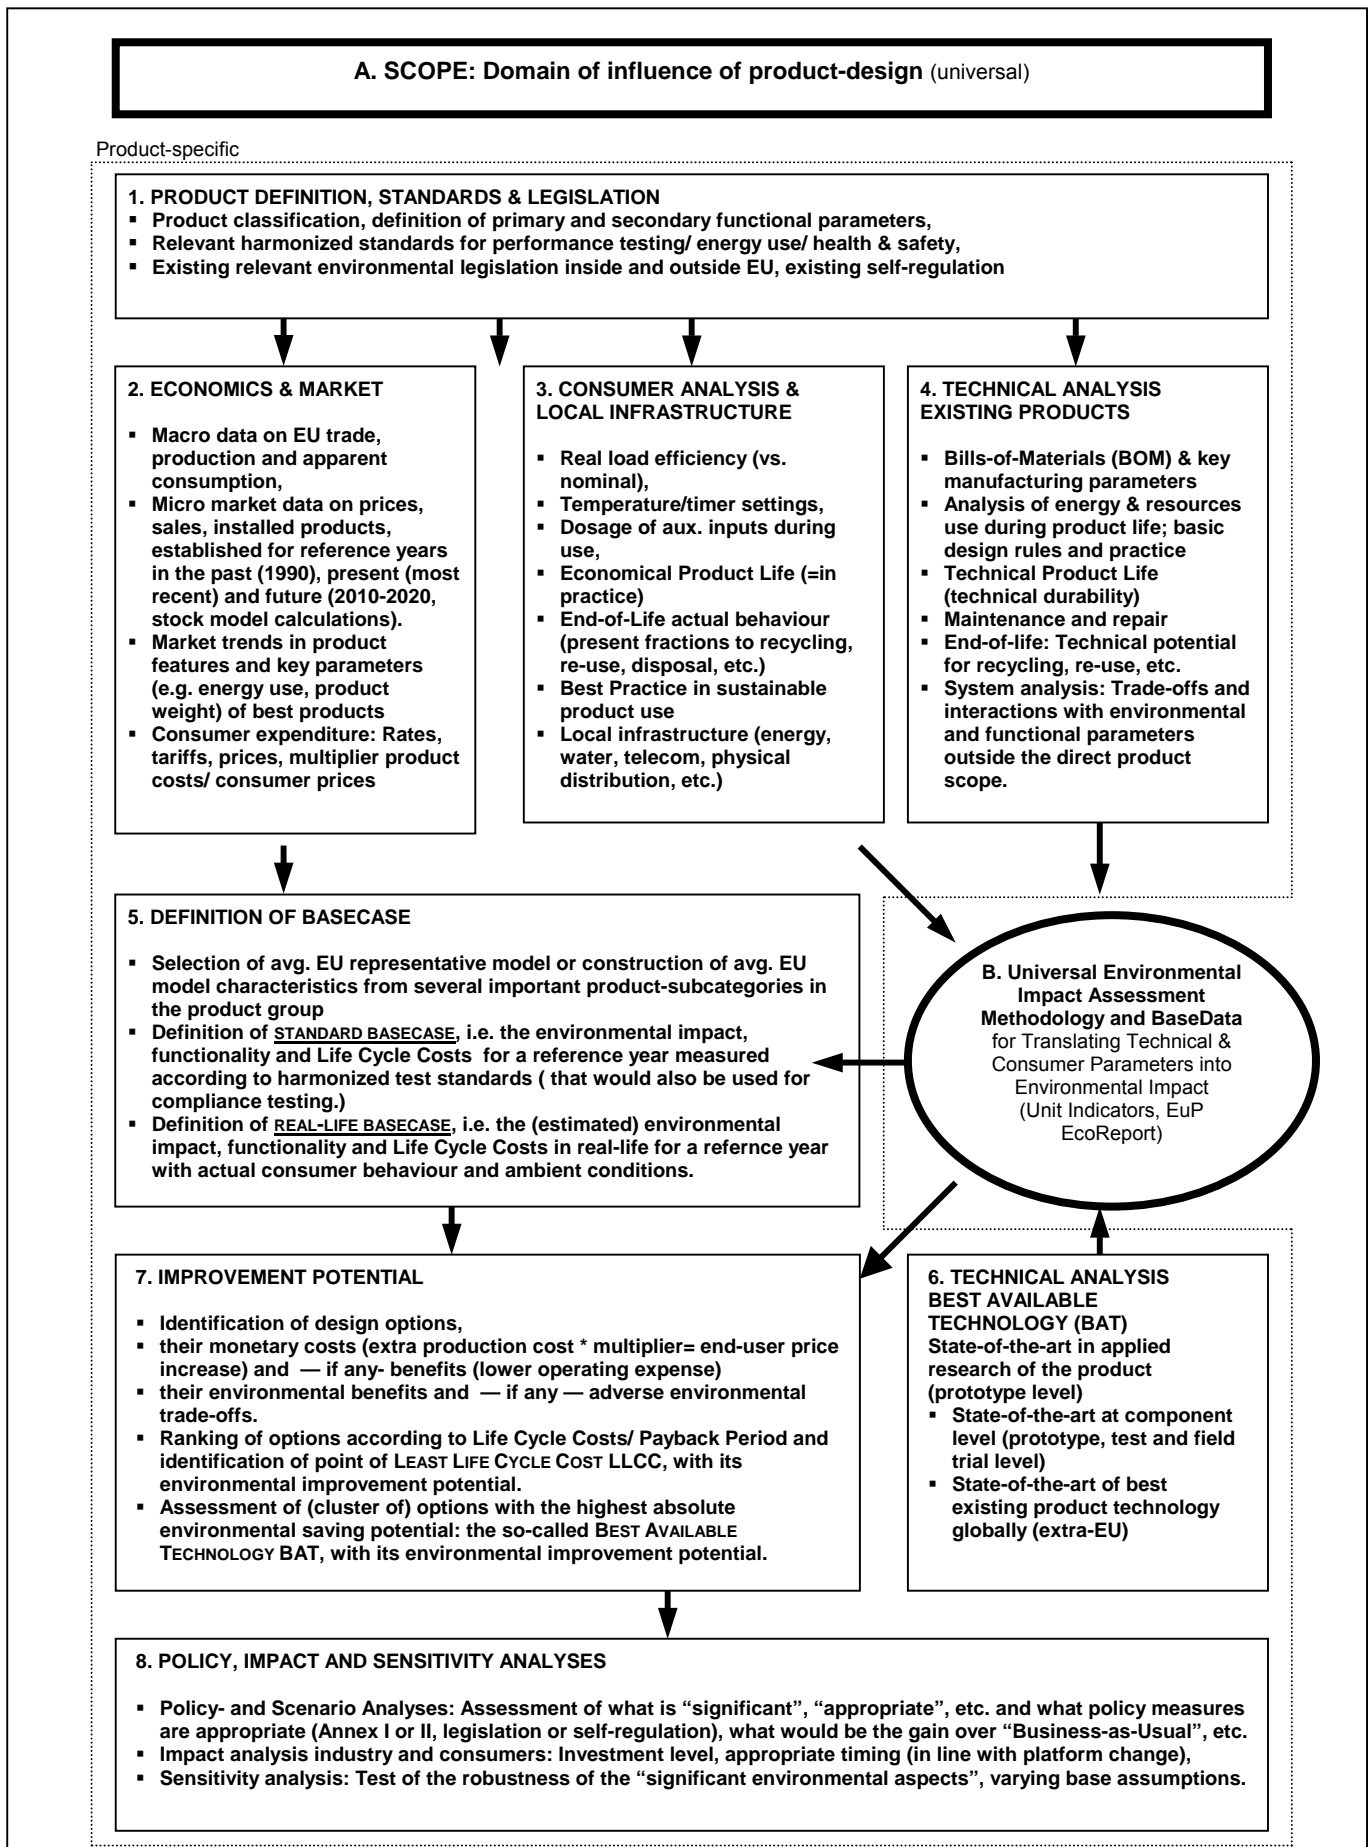 A. SCOPE: Domain of influence of product-design (universal)
Product-specific
1. PRODUCT DEFINITION, STANDARDS & LEGISLATION
▪ Product classification, definition of primary and secondary functional parameters,
▪ Relevant harmonized standards for performance testing/ energy use/ health & safety,
▪ Existing relevant environmental legislation inside and outside EU, existing self-regulation
2. ECONOMICS & MARKET
▪ Macro data on EU trade,
production and apparent
consumption,
▪ Micro market data on prices,
sales, installed products,
established for reference years
in the past (1990), present (most
recent) and future (2010-2020,
stock model calculations).
▪ Market trends in product
features and key parameters
(e.g. energy use, product
weight) of best products
▪ Consumer expenditure: Rates,
tariffs, prices, multiplier product
costs/ consumer prices
3. CONSUMER ANALYSIS &
LOCAL INFRASTRUCTURE
▪ Real load efficiency (vs.
nominal),
▪ Temperature/timer settings,
▪ Dosage of aux. inputs during
use,
▪ Economical Product Life (=in
practice)
▪ End-of-Life actual behaviour
(present fractions to recycling,
re-use, disposal, etc.)
▪ Best Practice in sustainable
product use
▪ Local infrastructure (energy,
water, telecom, physical
distribution, etc.)
4. TECHNICAL ANALYSIS
EXISTING PRODUCTS
▪ Bills-of-Materials (BOM) & key
manufacturing parameters
▪ Analysis of energy & resources
use during product life; basic
design rules and practice
▪ Technical Product Life
(technical durability)
▪ Maintenance and repair
▪ End-of-life: Technical potential
for recycling, re-use, etc.
▪ System analysis: Trade-offs and
interactions with environmental
and functional parameters
outside the direct product
scope.
5. DEFINITION OF BASECASE
▪ Selection of avg. EU representative model or construction of avg. EU
model characteristics from several important product-subcategories in
the product group
▪ Definition of STANDARD BASECASE, i.e. the environmental impact,
functionality and Life Cycle Costs for a reference year measured
according to harmonized test standards ( that would also be used for
compliance testing.)
▪ Definition of REAL-LIFE BASECASE, i.e. the (estimated) environmental
impact, functionality and Life Cycle Costs in real-life for a refernce year
with actual consumer behaviour and ambient conditions.
B. Universal Environmental
Impact Assessment
Methodology and BaseData
for Translating Technical &
Consumer Parameters into
Environmental Impact
(Unit Indicators, EuP
EcoReport)
7. IMPROVEMENT POTENTIAL
▪ Identification of design options,
▪ their monetary costs (extra production cost * multiplier= end-user price
increase) and — if any- benefits (lower operating expense)
▪ their environmental benefits and — if any — adverse environmental
trade-offs.
▪ Ranking of options according to Life Cycle Costs/ Payback Period and
identification of point of LEAST LIFE CYCLE COST LLCC, with its
environmental improvement potential.
▪ Assessment of (cluster of) options with the highest absolute
environmental saving potential: the so-called BEST AVAILABLE
TECHNOLOGY BAT, with its environmental improvement potential.
6. TECHNICAL ANALYSIS
BEST AVAILABLE
TECHNOLOGY (BAT)
State-of-the-art in applied
research of the product
(prototype level)
▪ State-of-the-art at component
level (prototype, test and field
trial level)
▪ State-of-the-art of best
existing product technology
globally (extra-EU)
8. POLICY, IMPACT AND SENSITIVITY ANALYSES
▪ Policy- and Scenario Analyses: Assessment of what is “significant”, “appropriate”, etc. and what policy measures
are appropriate (Annex I or II, legislation or self-regulation), what would be the gain over “Business-as-Usual”, etc.
▪ Impact analysis industry and consumers: Investment level, appropriate timing (in line with platform change),
▪ Sensitivity analysis: Test of the robustness of the “significant environmental aspects”, varying base assumptions.